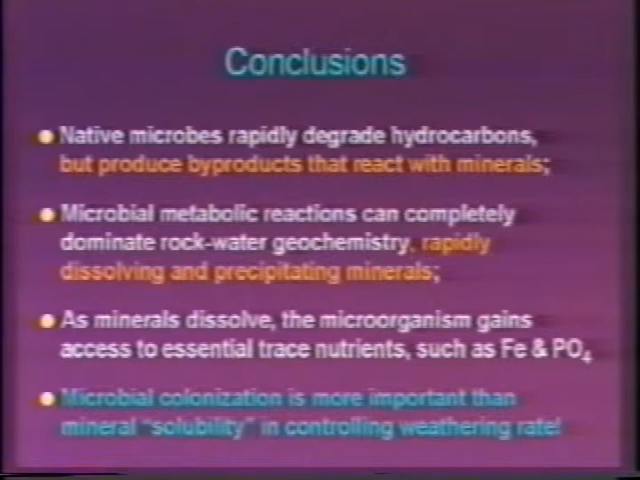 Conclusions
Native microbes rapidly degrade hydrocarbons,
but produce byproducts that react with minerals;
Microbial metabolic reactions can completely
dominate rock-water geochemistry, rapidly
dissolving and precipitating minerals;
As minerals dissolve, the microorganism gains
access to essential trace nutrients, such as Fe & PO₄
Microbial colonization is more important than
mineral "solubility" in controlling weathering rate!